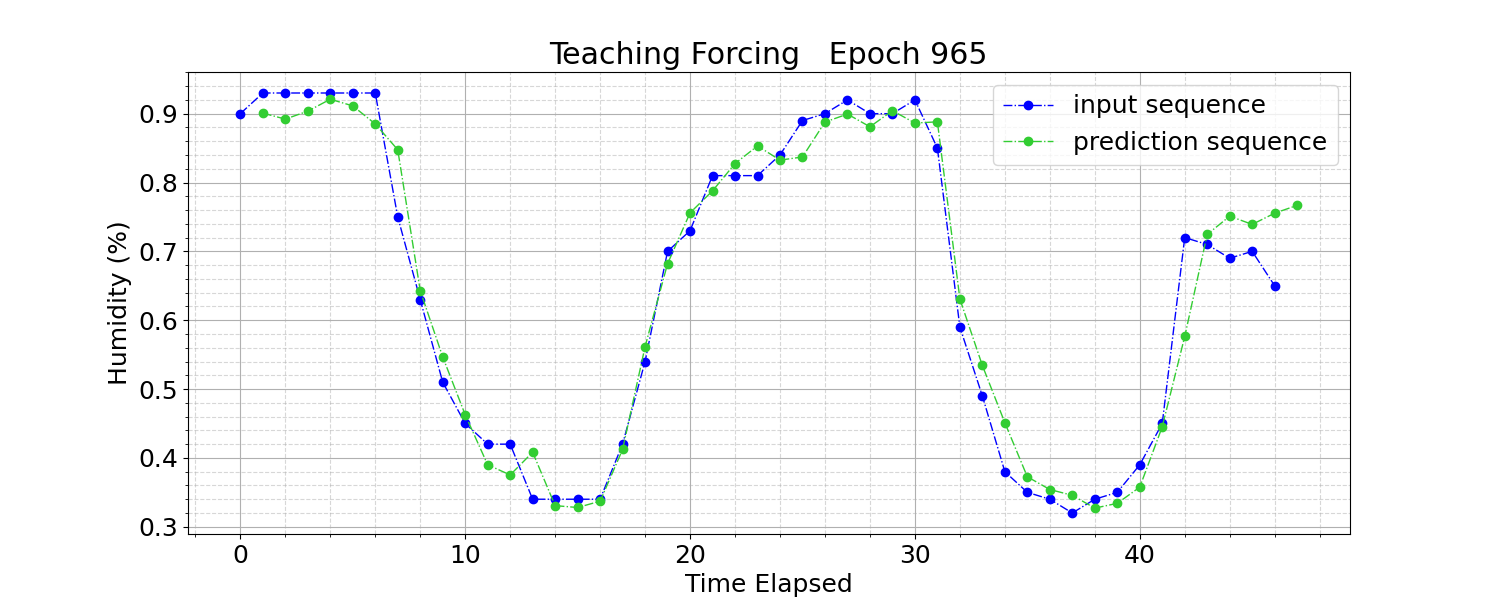 Teaching Forcing   Epoch 965
input sequence
prediction sequence
Humidity (%)
0.9
0.8
0.7
0.6
0.5
0.4
0.3
0 10 20 30 40
Time Elapsed